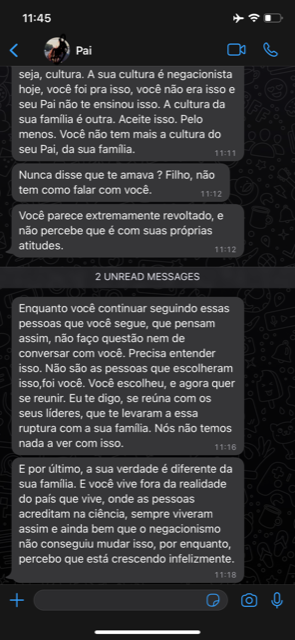 11:45
Pai
seja, cultura. A sua cultura é negacionista
hoje, você foi pra isso, você não era isso e
seu Pai não te ensinou isso. A cultura da
sua família é outra. Aceite isso. Pelo
menos. Você não tem mais a cultura do
seu Pai, da sua família.
11:11
Nunca disse que te amava ? Filho, não
tem como falar com você.
11:12
Você parece extremamente revoltado, e
não percebe que é com suas próprias
atitudes.
11:12
2 UNREAD MESSAGES
Enquanto você continuar seguindo essas
pessoas que você segue, que pensam
assim, não faço questão nem de
conversar com você. Precisa entender
isso. Não são as pessoas que escolheram
isso,foi você. Você escolheu, e agora quer
se reunir. Eu te digo, se reúna com os
seus líderes, que te levaram a essa
ruptura com a sua família. Nós não temos
nada a ver com isso.
11:16
E por último, a sua verdade é diferente da
sua família. E você vive fora da realidade
do país que vive, onde as pessoas
acreditam na ciência, sempre viveram
assim e ainda bem que o negacionismo
não conseguiu mudar isso, por enquanto,
percebo que está crescendo infelizmente.
11:18